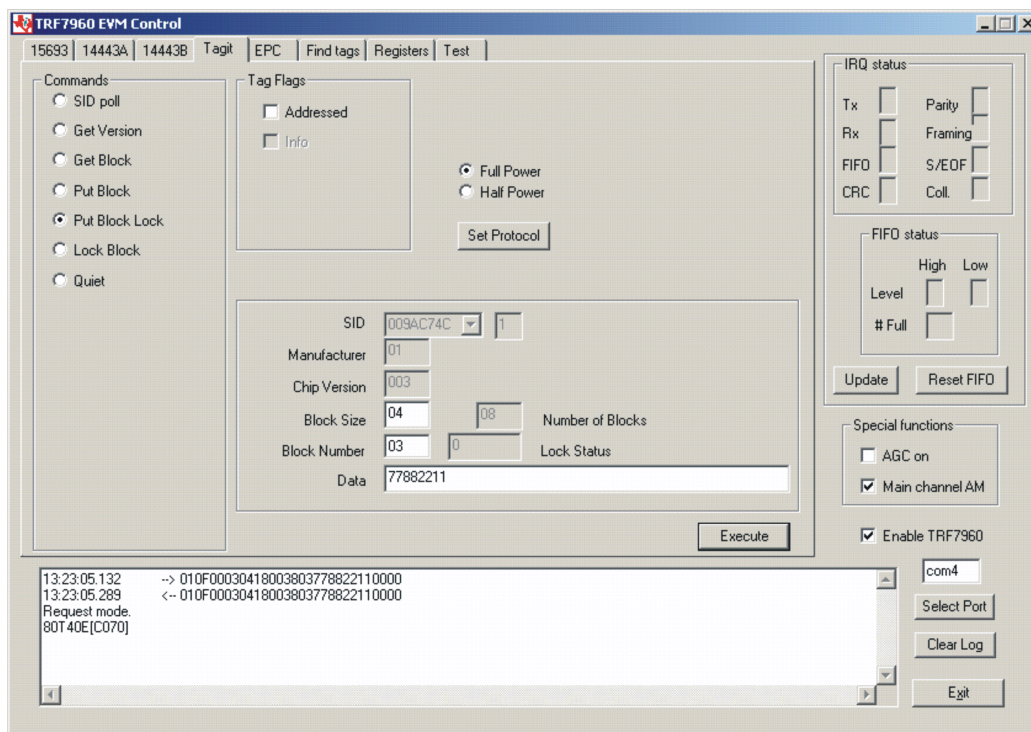 TRF7960 EVM Control
15693 14443A 14443B Tagit EPC Find tags Registers Test
Commands
SID poll
Get Version
Get Block
Put Block
Put Block Lock
Lock Block
Quiet
Tag Flags
Addressed
Info
Full Power
Half Power
Set Protocol
SID 009AC74C 1
Manufacturer 01
Chip Version 003
Block Size 04 08 Number of Blocks
Block Number 03 0 Lock Status
Data 77882211
Execute
IRQ status
Tx Parity
Rx Framing
FIFO S/EOF
CRC Coll.
FIFO status
High Low
Level
# Full
Update Reset FIFO
Special functions
AGC on
Main channel AM
Enable TRF7960
com4
Select Port
Clear Log
Exit
13:23:05.132 --> 010F00030418003803778822110000
13:23:05.289 <-- 010F00030418003803778822110000
Request mode.
80T40E[C070]